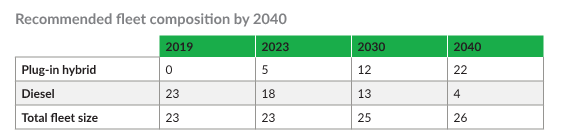 Recommended fleet composition by 2040
2019 2023 2030 2040
Plug-in hybrid 0 5 12 22
Diesel 23 18 13 4
Total fleet size 23 23 25 26